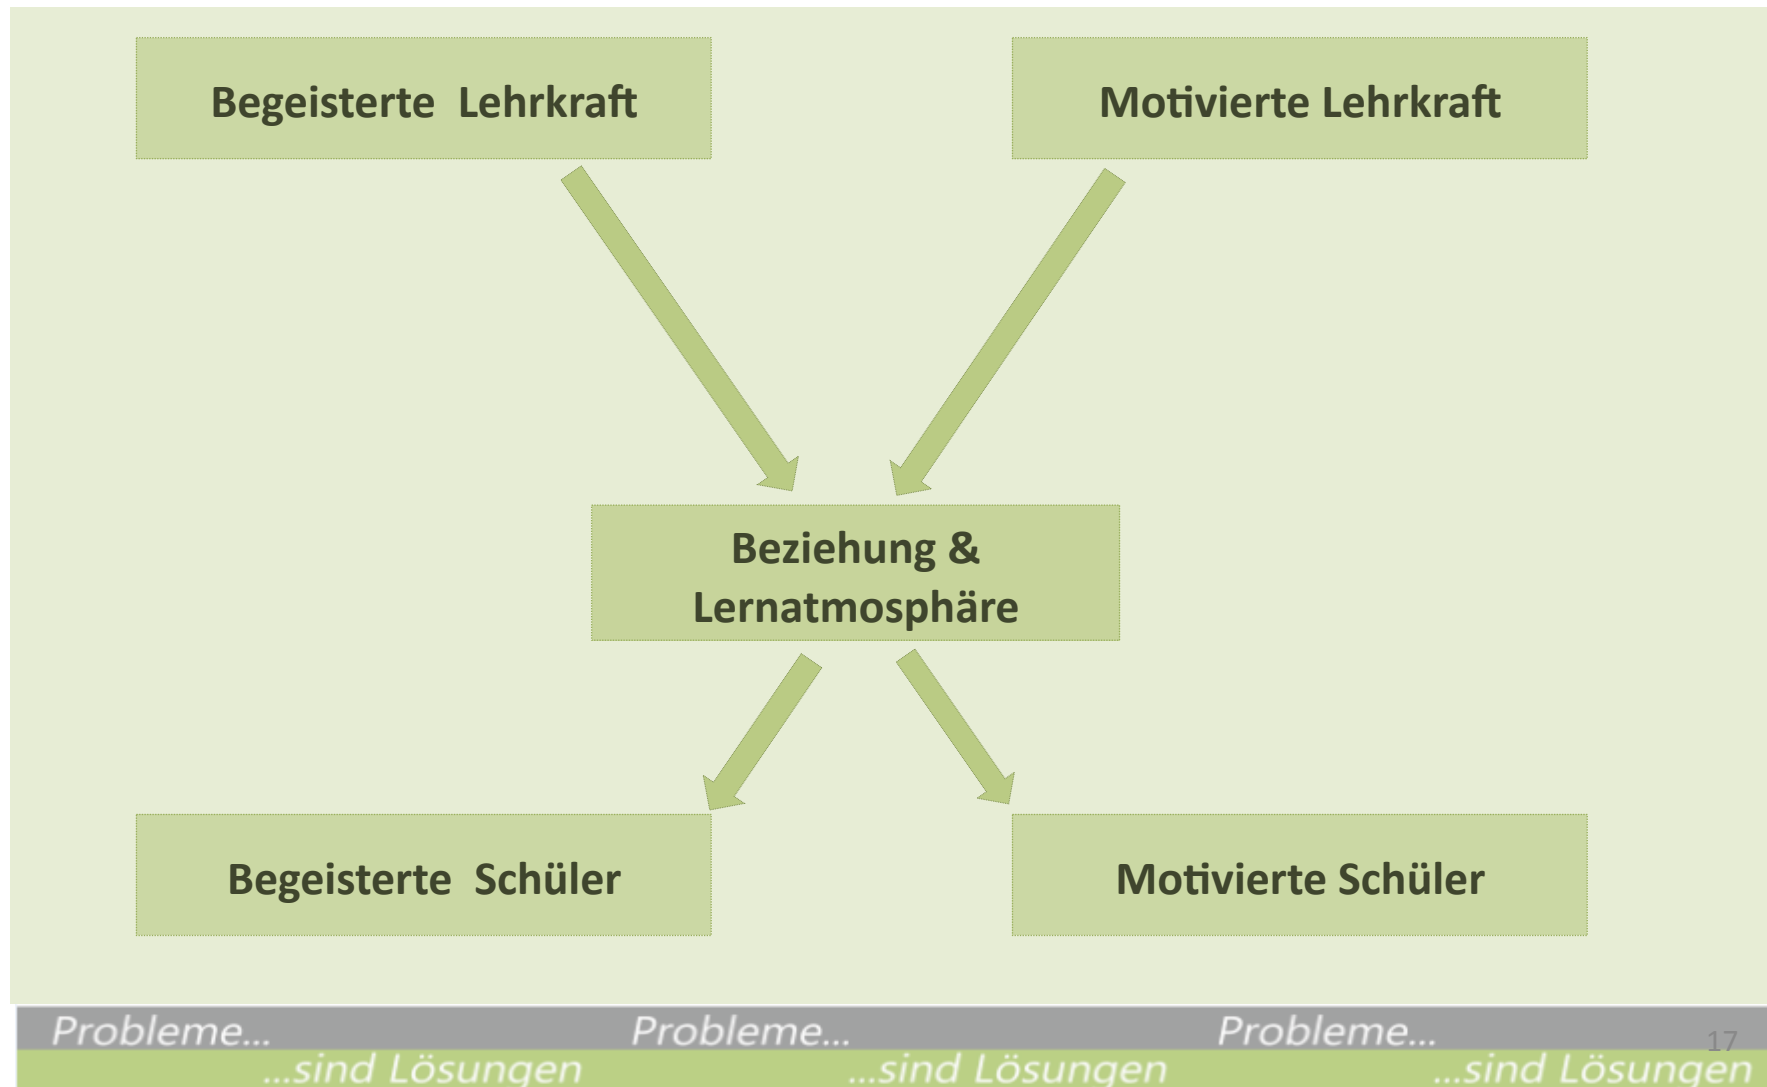 Begeisterte  Lehrkraft
Motivierte Lehrkraft
Beziehung &
Lernatmosphäre
Begeisterte  Schüler
Motivierte Schüler
Probleme... Probleme... Probleme... 17
...sind Lösungen ...sind Lösungen ...sind Lösungen